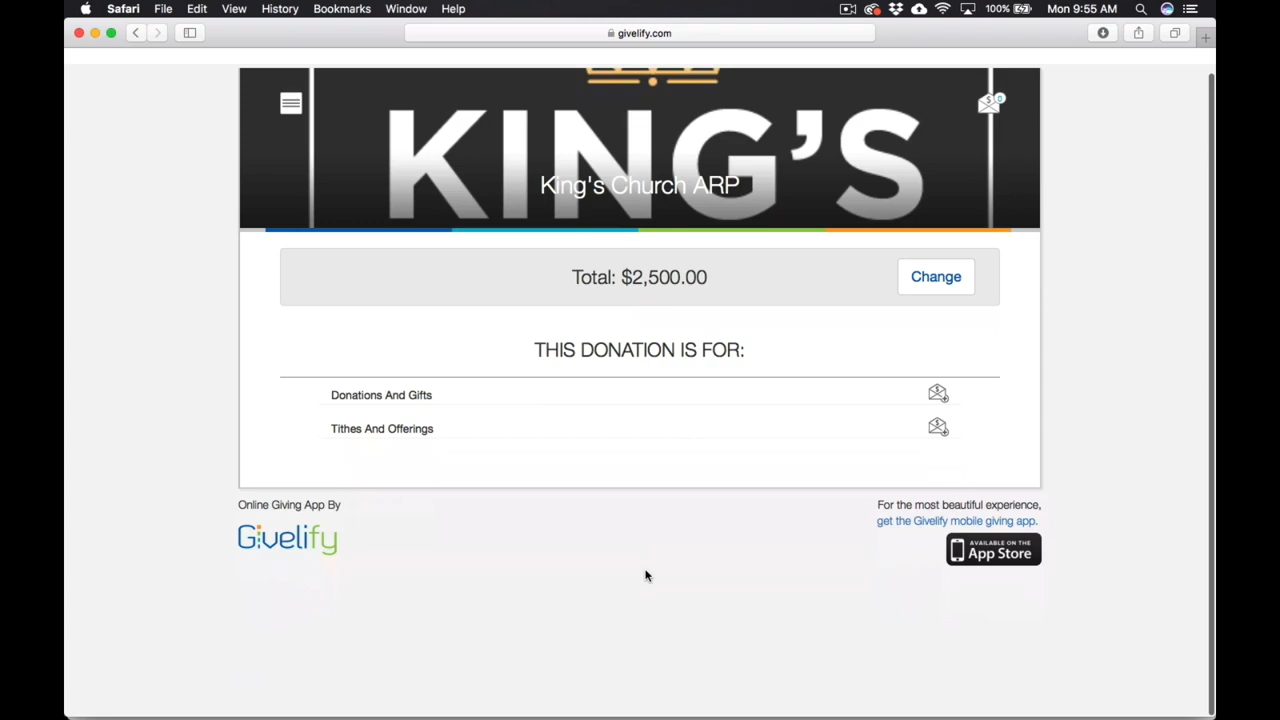 Safari File Edit View History Bookmarks Window Help 100% Mon 9:55 AM
givelify.com
KING'S
King's Church ARP
$ 0
Total: $2,500.00 Change
THIS DONATION IS FOR:
Donations And Gifts $
Tithes And Offerings $
Online Giving App By
Givelify
For the most beautiful experience,
get the Givelify mobile giving app.
AVAILABLE ON THE
App Store